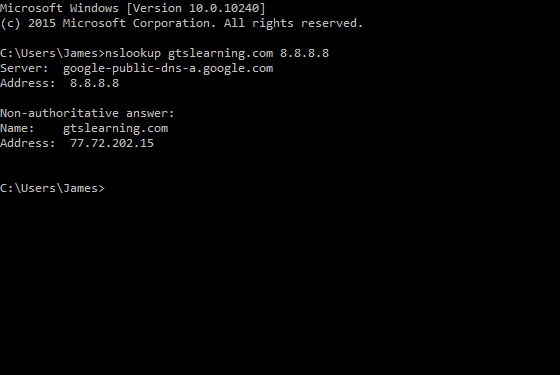 Microsoft Windows [Version 10.0.10240]
(c) 2015 Microsoft Corporation. All rights reserved.
C:\Users\James>nslookup gtslearning.com 8.8.8.8
Server:  google-public-dns-a.google.com
Address:  8.8.8.8
Non-authoritative answer:
Name:    gtslearning.com
Address:  77.72.202.15
C:\Users\James>